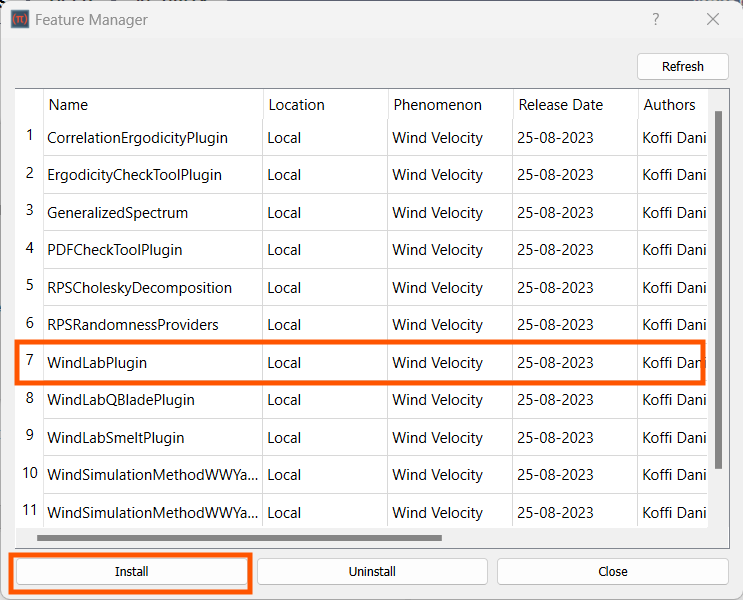 (π) Feature Manager ?
Refresh
Name Location Phenomenon Release Date Authors
1 CorrelationErgodicityPlugin Local Wind Velocity 25-08-2023 Koffi Dani
2 ErgodicityCheckToolPlugin Local Wind Velocity 25-08-2023 Koffi Dani
3 GeneralizedSpectrum Local Wind Velocity 25-08-2023 Koffi Dani
4 PDFCheckToolPlugin Local Wind Velocity 25-08-2023 Koffi Dani
5 RPSCholeskyDecomposition Local Wind Velocity 25-08-2023 Koffi Dani
6 RPSRandomnessProviders Local Wind Velocity 25-08-2023 Koffi Dani
7 WindLabPlugin Local Wind Velocity 25-08-2023 Koffi Dani
8 WindLabQBladePlugin Local Wind Velocity 25-08-2023 Koffi Dani
9 WindLabSmeltPlugin Local Wind Velocity 25-08-2023 Koffi Dani
10 WindSimulationMethodWWYa... Local Wind Velocity 25-08-2023 Koffi Dani
11 WindSimulationMethodWWYa... Local Wind Velocity 25-08-2023 Koffi Dani
Install Uninstall Close